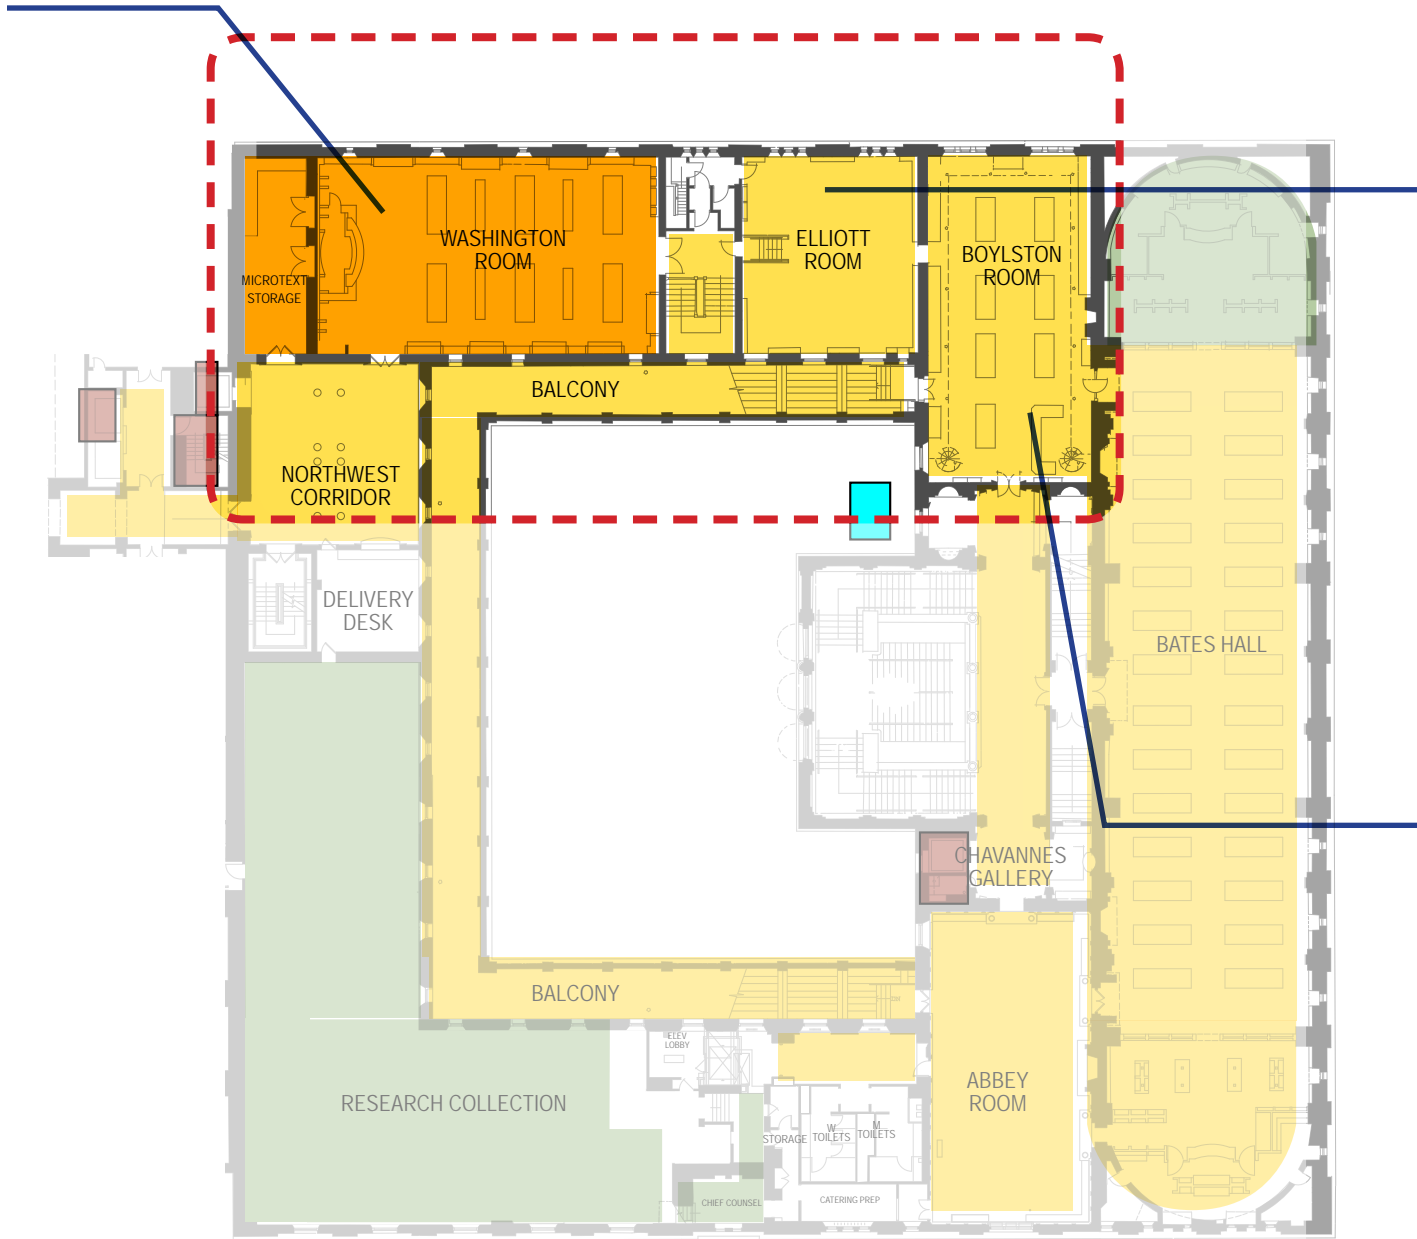 WASHINGTON
ROOM
ELLIOTT
ROOM
BOYLSTON
ROOM
MICROTEXT
STORAGE
BALCONY
NORTHWEST
CORRIDOR
DELIVERY
DESK
BATES HALL
CHAVANNES
GALLERY
BALCONY
ELEV
LOBBY
ABBEY
ROOM
RESEARCH COLLECTION
STORAGE
W
TOILETS
M
TOILETS
CHIEF COUNSEL
CATERING PREP